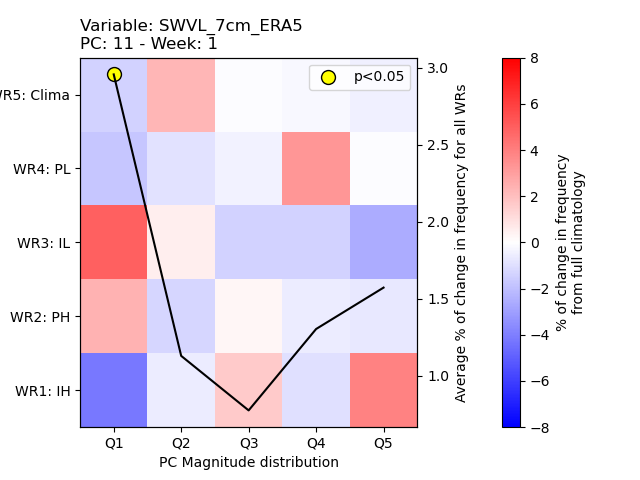 Variable: SWVL_7cm_ERA5
PC: 11 - Week: 1
p<0.05
WR5: Clima
WR4: PL
WR3: IL
WR2: PH
WR1: IH
Q1 Q2 Q3 Q4 Q5
PC Magnitude distribution
3.0
2.5
2.0
1.5
1.0
Average % of change in frequency for all WRs
8
6
4
2
0
−2
−4
−6
−8
% of change in frequency
from full climatology